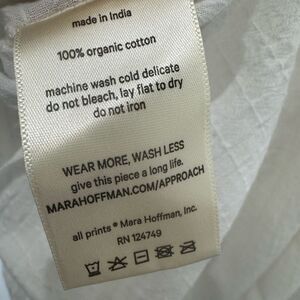 made in India
100% organic cotton
machine wash cold delicate
do not bleach, lay flat to dry
do not iron
WEAR MORE, WASH LESS
give this piece a long life.
MARAHOFFMAN.COM/APPROACH
all prints ® Mara Hoffman, Inc.
RN 124749